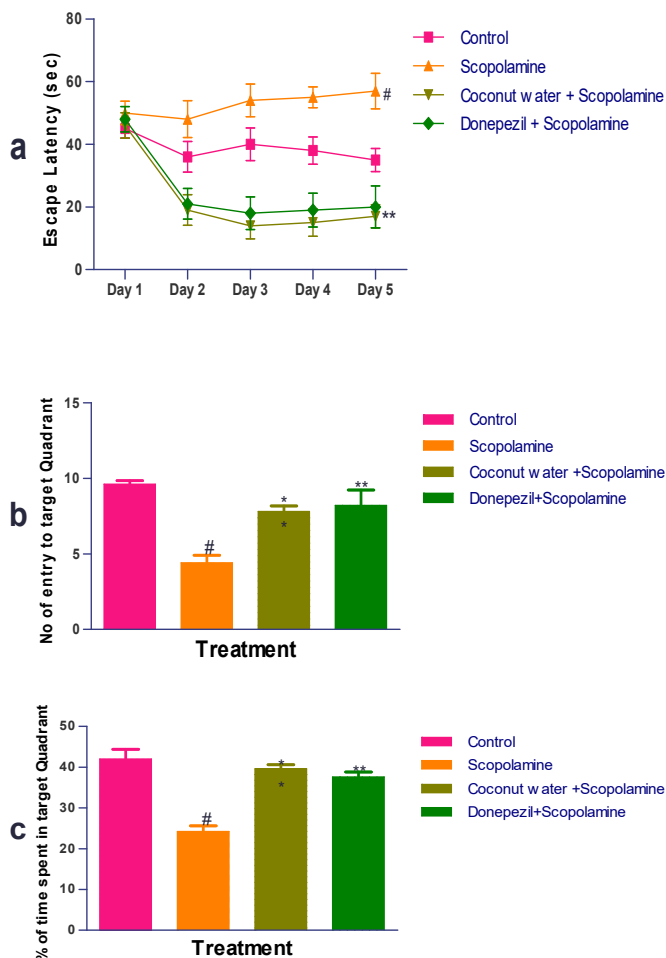 a
Escape Latency (sec)
80
60
40
20
0
#
**
Day 1 Day 2 Day 3 Day 4 Day 5
Control
Scopolamine
Coconut water + Scopolamine
Donepezil + Scopolamine
b
No of entry to target Quadrant
15
10
5
0
#
*
*
**
Treatment
Control
Scopolamine
Coconut water +Scopolamine
Donepezil+Scopolamine
c
% of time spent in target Quadrant
50
40
30
20
10
0
#
*
*
**
Treatment
Control
Scopolamine
Coconut water +Scopolamine
Donepezil+Scopolamine